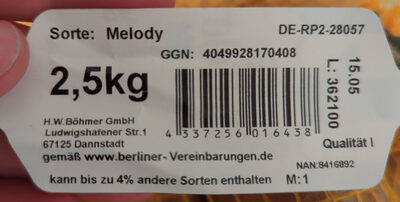 Sorte: Melody
DE-RP2-28057
GGN: 4049928170408
2,5kg
15.05
L: 362100
H.W.Böhmer GmbH
Ludwigshafener Str.1
67125 Dannstadt
4 337256 016438
Qualität I
gemäß www.berliner- Vereinbarungen.de
NAN:8416892
kann bis zu 4% andere Sorten enthalten
M: 1